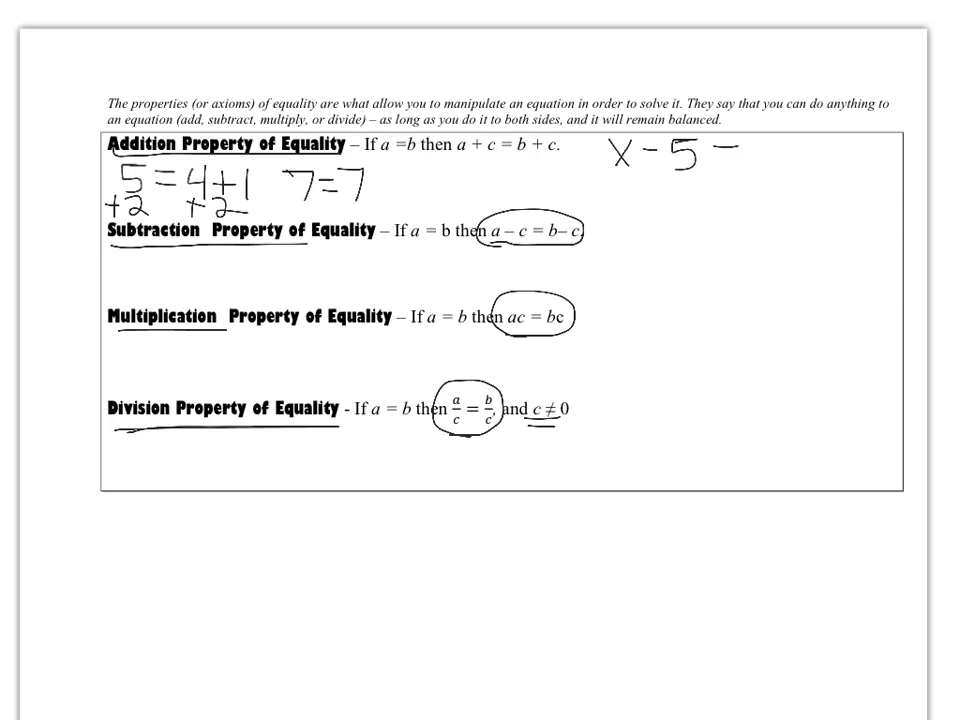 The properties (or axioms) of equality are what allow you to manipulate an equation in order to solve it. They say that you can do anything to
an equation (add, subtract, multiply, or divide) – as long as you do it to both sides, and it will remain balanced.
Addition Property of Equality – If a =b then a + c = b + c.
x - 5 -
5 = 4+1 7=7
+2 +2
Subtraction Property of Equality – If a = b then a – c = b– c.
Multiplication Property of Equality – If a = b then ac = bc
Division Property of Equality - If a = b then a/c = b/c, and c ≠ 0